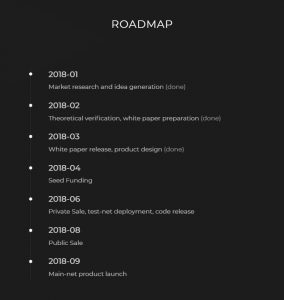 ROADMAP
2018-01
Market research and idea generation (done)
2018-02
Theoretical verification, white paper preparation (done)
2018-03
White paper release, product design (done)
2018-04
Seed Funding
2018-06
Private Sale, test-net deployment, code release
2018-08
Public Sale
2018-09
Main-net product launch